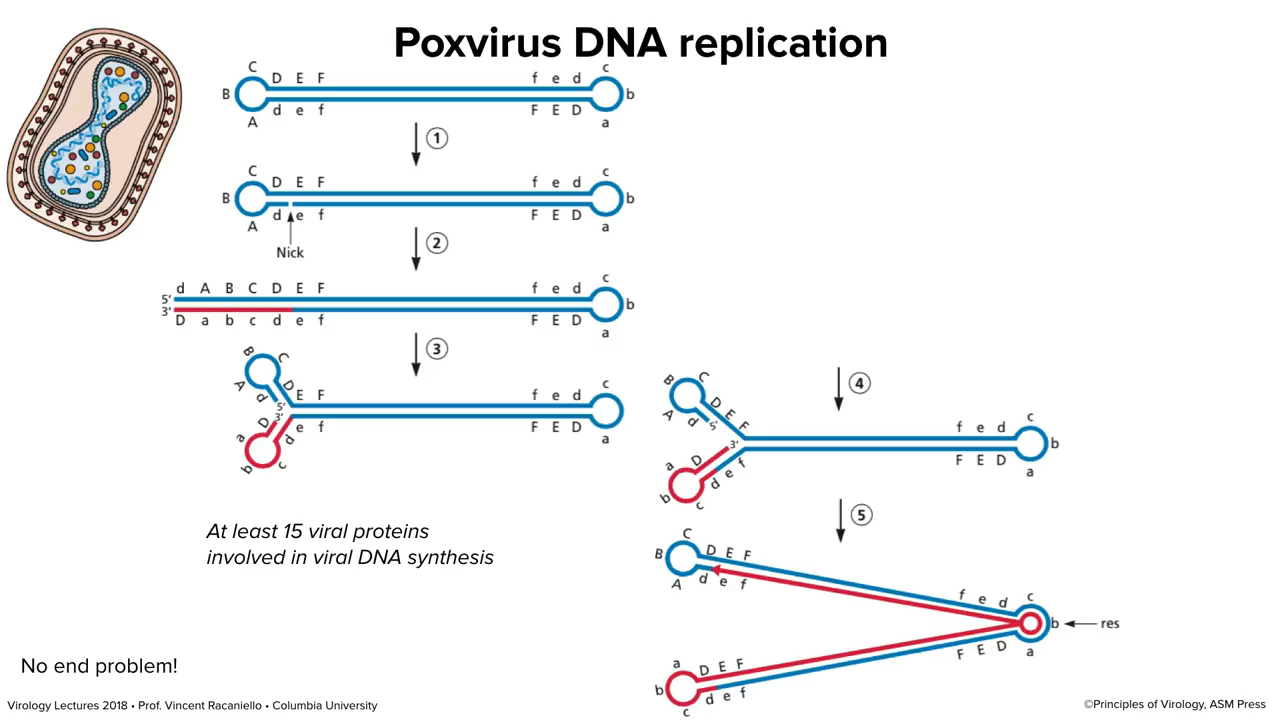 Poxvirus DNA replication
C
D E F
B
d e f
A
c
f e d
b
F E D
a
1
C
D E F
B
d e f
A
Nick
c
f e d
b
F E D
a
2
d A B C D E F
5'
3'
D a b c d e f
c
f e d
b
F E D
a
3
B C
A D E F
d 5'
3'
D e f
a d
b c
c
f e d
F E D
a
4
B C
A D E F
d 5'
3'
a D f
b d e
c
c
f e d
b
F E D
a
5
C
B D E F
A d e f
f e d c
b
res
F E D a
a
D E F
b
d e f
c
At least 15 viral proteins
involved in viral DNA synthesis
No end problem!
Virology Lectures 2018 • Prof. Vincent Racaniello • Columbia University
©Principles of Virology, ASM Press